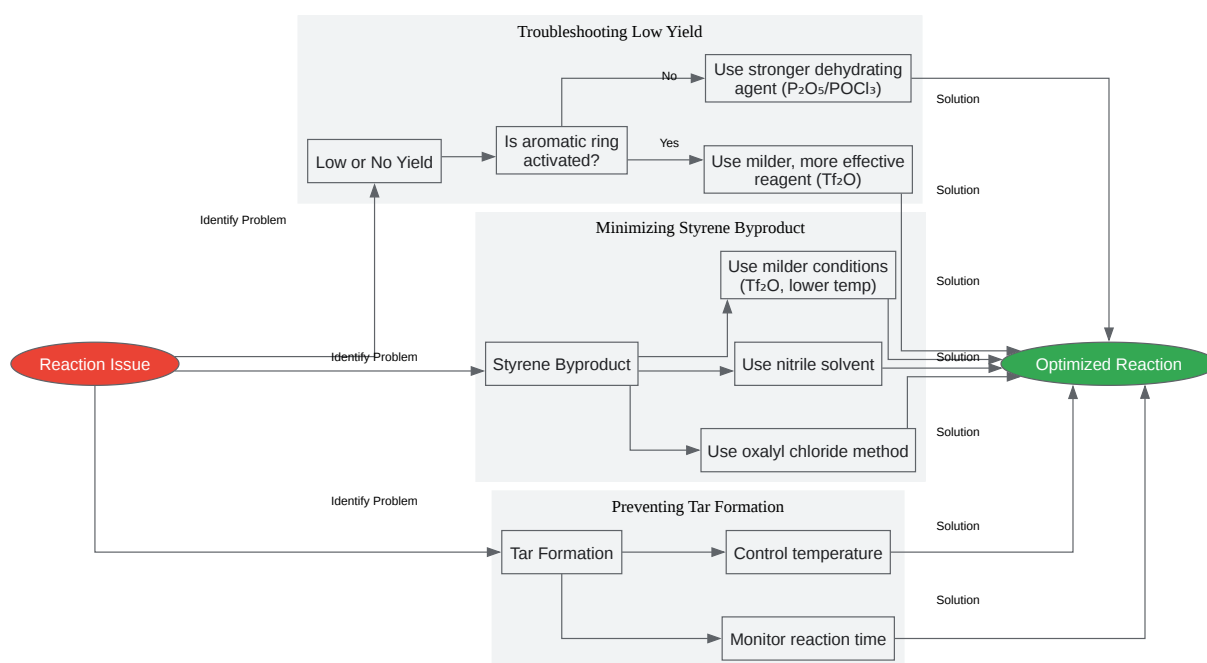 Troubleshooting Low Yield
No
Use stronger dehydrating
agent (P₂O₅/POCl₃)
Solution
Is aromatic ring
activated?
Yes
Low or No Yield
Use milder, more effective
reagent (Tf₂O)
Solution
Identify Problem
Minimizing Styrene Byproduct
Use milder conditions
(Tf₂O, lower temp)
Solution
Reaction Issue
Identify Problem
Styrene Byproduct
Use nitrile solvent
Solution
Optimized Reaction
Use oxalyl chloride method
Solution
Identify Problem
Preventing Tar Formation
Tar Formation
Control temperature
Solution
Monitor reaction time
Solution